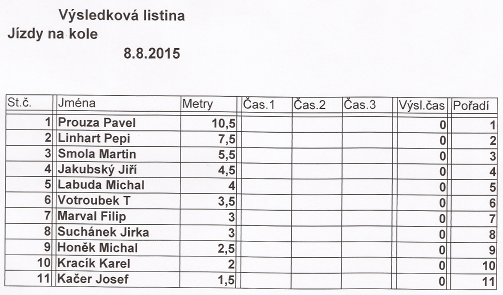 Výsledková listina
Jízdy na kole
8.8.2015
St.č. Jména Metry Čas.1 Čas.2 Čas.3 Výsl.čas Pořadí
1 Prouza Pavel 10,5 0 1
2 Linhart Pepi 7,5 0 2
3 Smola Martin 5,5 0 3
4 Jakubský Jiří 4,5 0 4
5 Labuda Michal 4 0 5
6 Votroubek T 3,5 0 6
7 Marval Filip 3 0 7
8 Suchánek Jirka 3 0 8
9 Honěk Michal 2,5 0 9
10 Kracík Karel 2 0 10
11 Kačer Josef 1,5 0 11